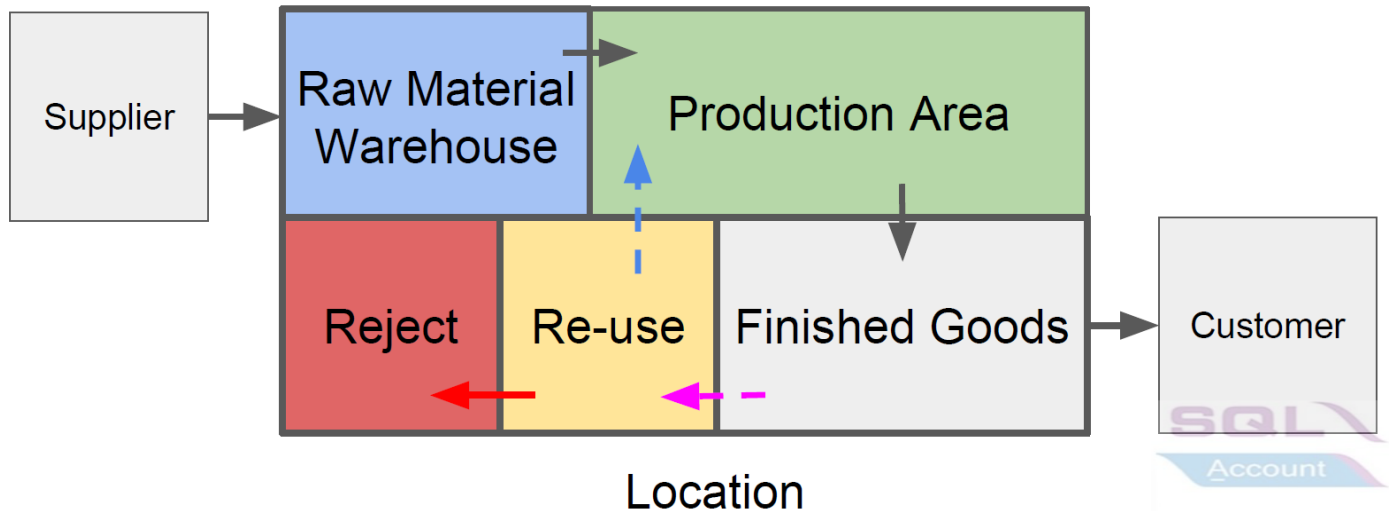 Supplier
Raw Material
Warehouse
Production Area
Reject
Re-use
Finished Goods
Customer
SQL
Account
Location